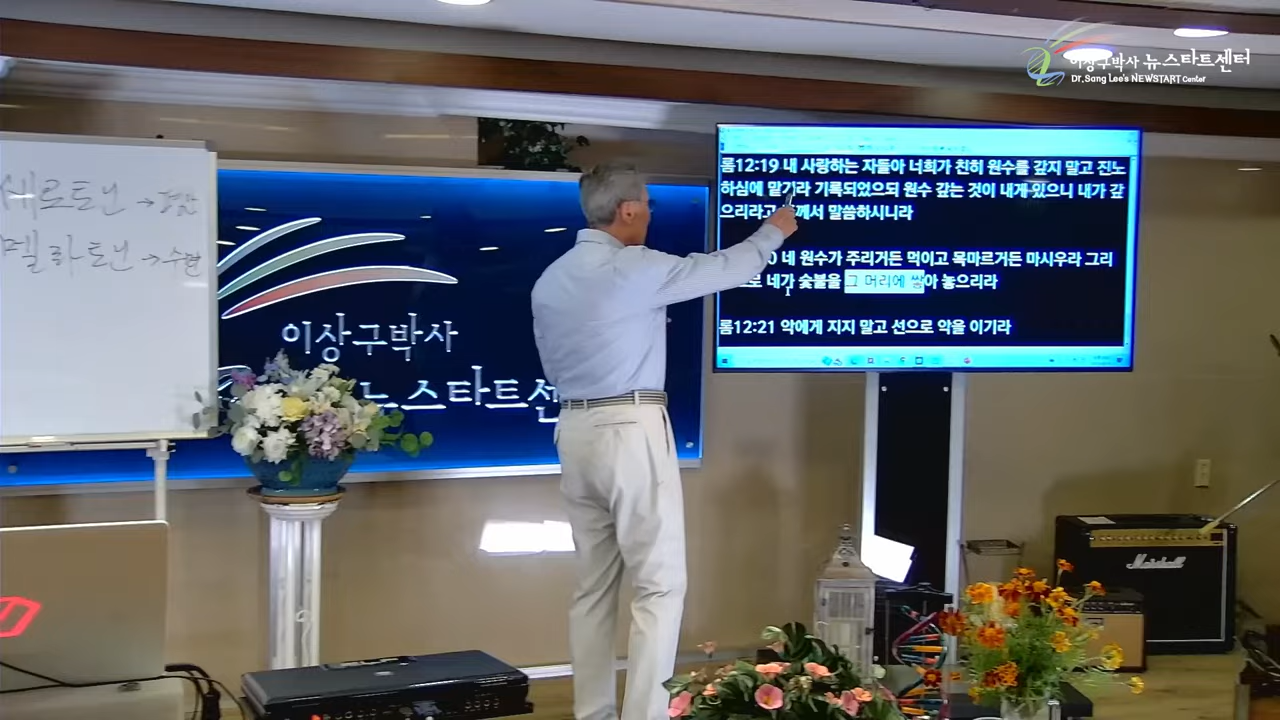 이상구박사 뉴스타트센터
Dr. Sang Lee's NEWSTART Center
세로토닌 →
멜라토닌 → 수면
이상구박사
뉴스타트센
롬12:19 내 사랑하는 자들아 너희가 친히 원수를 갚지 말고 진노
하심에 맡기라 기록되었으되 원수 갚는 것이 내게 있으니 내가 갚
으리라고 께서 말씀하시니라
0 네 원수가 주리거든 먹이고 목마르거든 마시우라 그리
로 네가 숯불을 그 머리에 쌓아 놓으리라
롬12:21 악에게 지지 말고 선으로 악을 이기라
Marshall